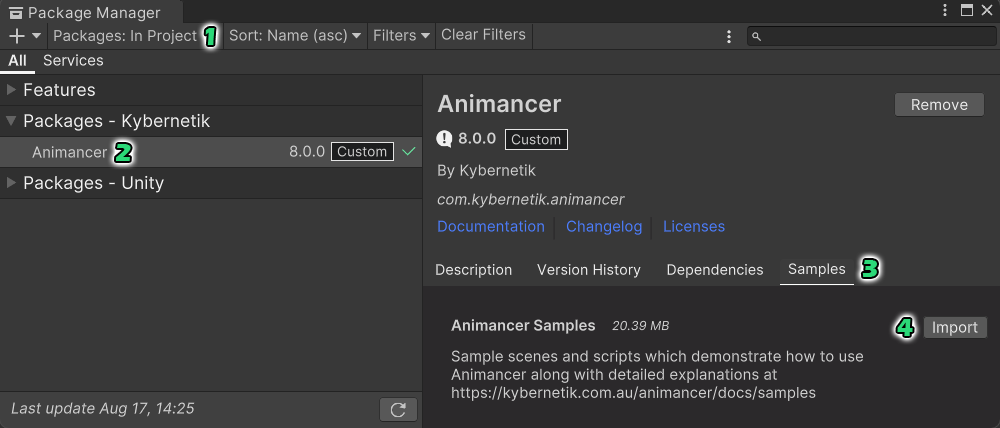 Package Manager
Packages: In Project 1 Sort: Name (asc) Filters Clear Filters
All Services
Features
Packages - Kybernetik
Animancer 2 8.0.0 Custom
Packages - Unity
Last update Aug 17, 14:25
Animancer Remove
8.0.0 Custom
By Kybernetik
com.kybernetik.animancer
Documentation Changelog Licenses
Description Version History Dependencies Samples 3
Animancer Samples 20.39 MB 4 Import
Sample scenes and scripts which demonstrate how to use
Animancer along with detailed explanations at
https://kybernetik.com.au/animancer/docs/samples